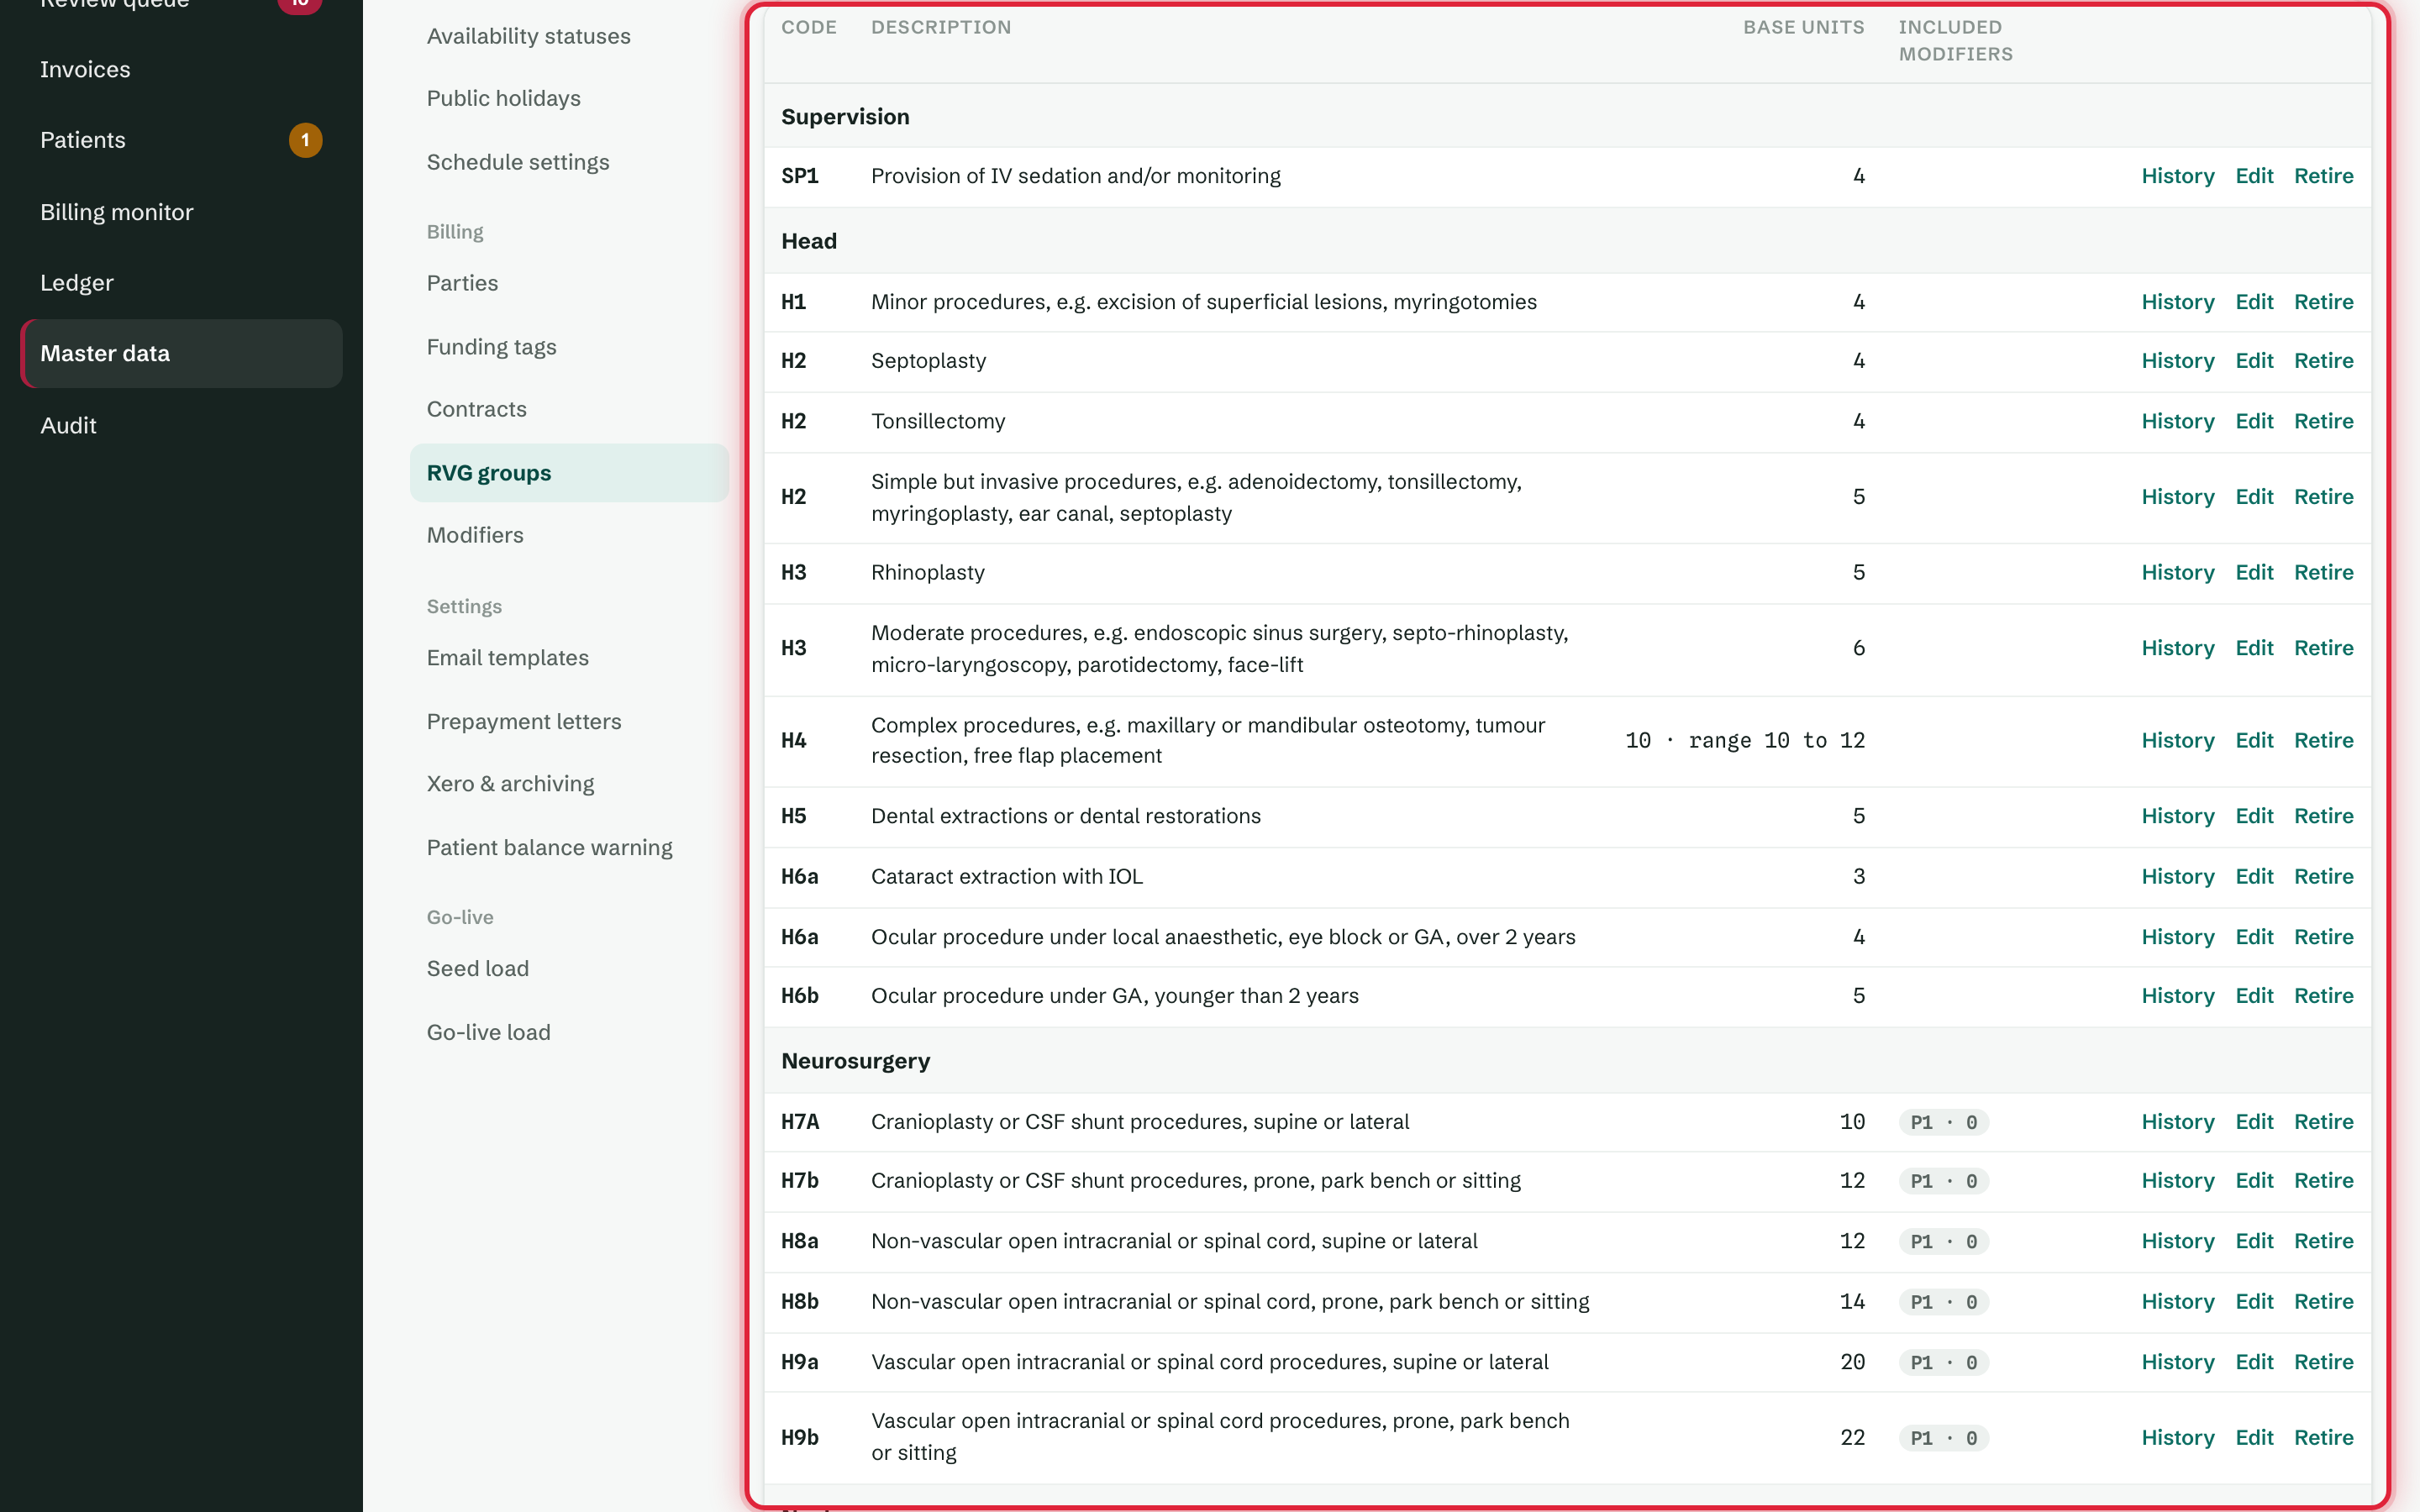 Review queue
Invoices
Patients 1
Billing monitor
Ledger
Master data
Audit
Availability statuses
Public holidays
Schedule settings
Billing
Parties
Funding tags
Contracts
RVG groups
Modifiers
Settings
Email templates
Prepayment letters
Xero & archiving
Patient balance warning
Go-live
Seed load
Go-live load
CODE DESCRIPTION BASE UNITS INCLUDED
MODIFIERS
Supervision
SP1 Provision of IV sedation and/or monitoring 4 History Edit Retire
Head
H1 Minor procedures, e.g. excision of superficial lesions, myringotomies 4 History Edit Retire
H2 Septoplasty 4 History Edit Retire
H2 Tonsillectomy 4 History Edit Retire
H2 Simple but invasive procedures, e.g. adenoidectomy, tonsillectomy,
myringoplasty, ear canal, septoplasty 5 History Edit Retire
H3 Rhinoplasty 5 History Edit Retire
H3 Moderate procedures, e.g. endoscopic sinus surgery, septo-rhinoplasty,
micro-laryngoscopy, parotidectomy, face-lift 6 History Edit Retire
H4 Complex procedures, e.g. maxillary or mandibular osteotomy, tumour
resection, free flap placement 10 · range 10 to 12 History Edit Retire
H5 Dental extractions or dental restorations 5 History Edit Retire
H6a Cataract extraction with IOL 3 History Edit Retire
H6a Ocular procedure under local anaesthetic, eye block or GA, over 2 years 4 History Edit Retire
H6b Ocular procedure under GA, younger than 2 years 5 History Edit Retire
Neurosurgery
H7A Cranioplasty or CSF shunt procedures, supine or lateral 10 P1 · 0 History Edit Retire
H7b Cranioplasty or CSF shunt procedures, prone, park bench or sitting 12 P1 · 0 History Edit Retire
H8a Non-vascular open intracranial or spinal cord, supine or lateral 12 P1 · 0 History Edit Retire
H8b Non-vascular open intracranial or spinal cord, prone, park bench or sitting 14 P1 · 0 History Edit Retire
H9a Vascular open intracranial or spinal cord procedures, supine or lateral 20 P1 · 0 History Edit Retire
H9b Vascular open intracranial or spinal cord procedures, prone, park bench
or sitting 22 P1 · 0 History Edit Retire